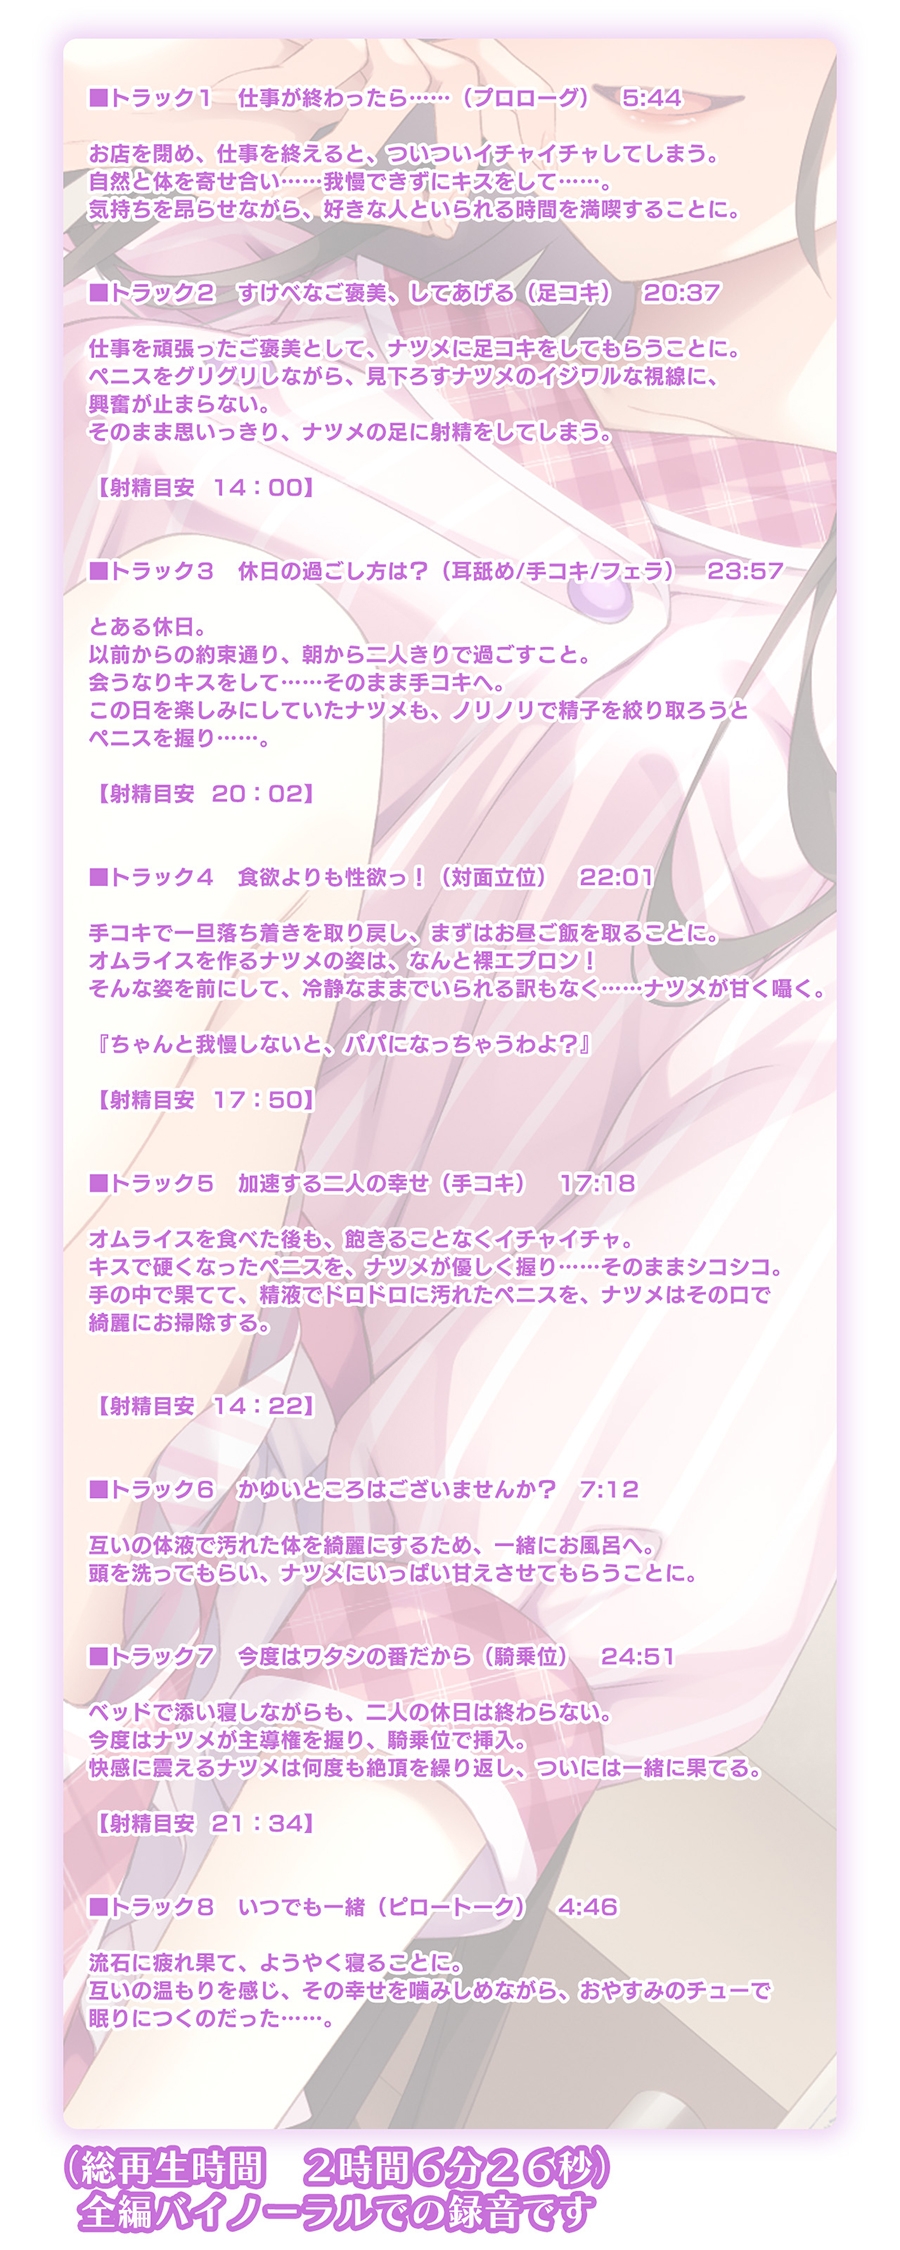 ■トラック1　仕事が終わったら……（プロローグ）　5:44
お店を閉め、仕事を終えると、ついついイチャイチャしてしまう。
自然と体を寄せ合い……我慢できずにキスをして……。
気持ちを昂らせながら、好きな人といられる時間を満喫することに。
■トラック2　すけべなご褒美、してあげる（足コキ）　20:37
仕事を頑張ったご褒美として、ナツメに足コキをしてもらうことに。
ペニスをグリグリしながら、見下ろすナツメのイジワルな視線に、
興奮が止まらない。
そのまま思いっきり、ナツメの足に射精をしてしまう。
【射精目安　14：00】
■トラック3　休日の過ごし方は？（耳舐め/手コキ/フェラ）　23:57
とある休日。
以前からの約束通り、朝から二人きりで過ごすこと。
会うなりキスをして……そのまま手コキへ。
この日を楽しみにしていたナツメも、ノリノリで精子を絞り取ろうと
ペニスを握り……。
【射精目安　20：02】
■トラック4　食欲よりも性欲っ！（対面立位）　22:01
手コキで一旦落ち着きを取り戻し、まずはお昼ご飯を取ることに。
オムライスを作るナツメの姿は、なんと裸エプロン！
そんな姿を前にして、冷静なままでいられる訳もなく……ナツメが甘く囁く。
『ちゃんと我慢しないと、パパになっちゃうわよ？』
【射精目安　17：50】
■トラック5　加速する二人の幸せ（手コキ）　17:18
オムライスを食べた後も、飽きることなくイチャイチャ。
キスで硬くなったペニスを、ナツメが優しく握り……そのままシコシコ。
手の中で果てて、精液でドロドロに汚れたペニスを、ナツメはその口で
綺麗にお掃除する。
【射精目安　14：22】
■トラック6　かゆいところはございませんか？　7:12
互いの体液で汚れた体を綺麗にするため、一緒にお風呂へ。
頭を洗ってもらい、ナツメにいっぱい甘えさせてもらうことに。
■トラック7　今度はワタシの番だから（騎乗位）　24:51
ベッドで添い寝しながらも、二人の休日は終わらない。
今度はナツメが主導権を握り、騎乗位で挿入。
快感に震えるナツメは何度も絶頂を繰り返し、ついには一緒に果てる。
【射精目安　21：34】
■トラック8　いつでも一緒（ピロートーク）　4:46
流石に疲れ果て、ようやく寝ることに。
互いの温もりを感じ、その幸せを噛みしめながら、おやすみのチューで
眠りにつくのだった……。
（総再生時間　２時間６分２６秒）
全編バイノーラルでの録音です